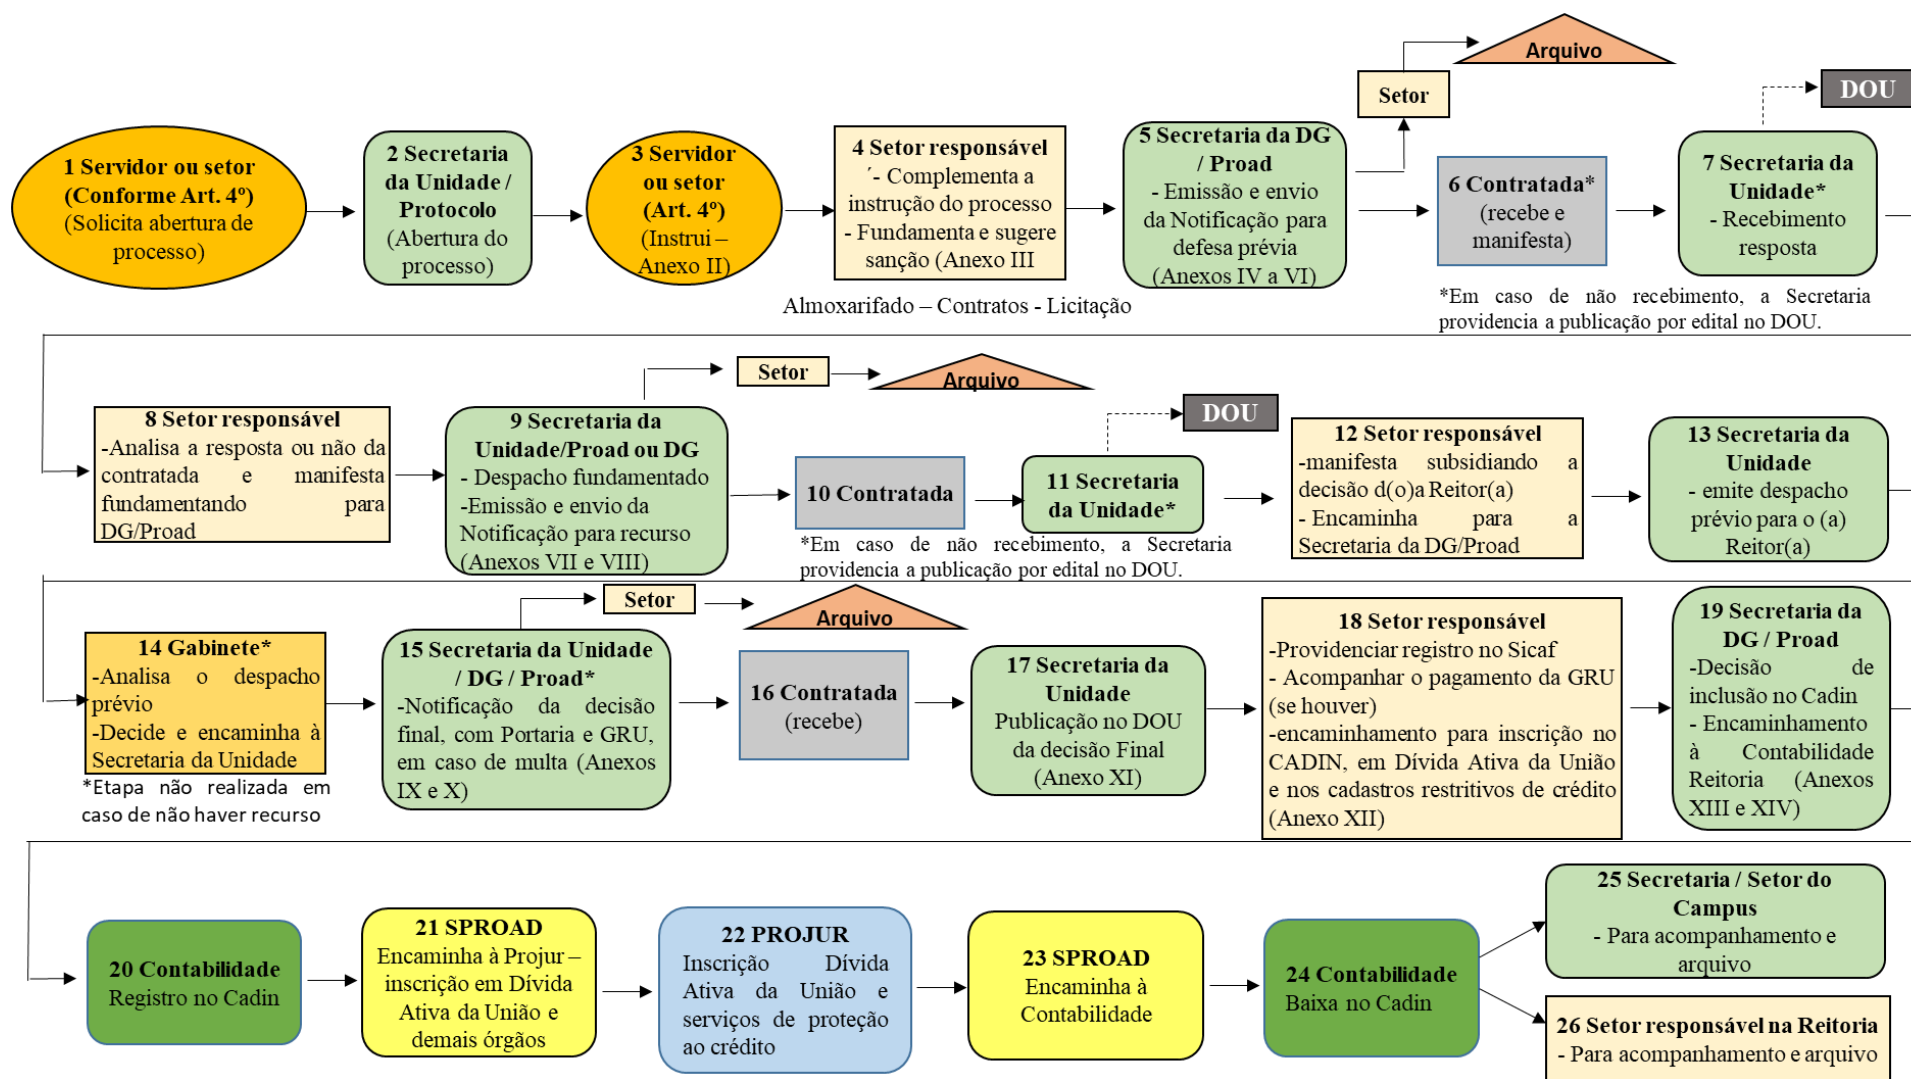 Arquivo
Setor
DOU
1 Servidor ou setor
(Conforme Art. 4º)
(Solicita abertura de
processo)
2 Secretaria
da Unidade /
Protocolo
(Abertura do
processo)
3 Servidor
ou setor
(Art. 4º)
(Instrui –
Anexo II)
4 Setor responsável
´- Complementa a
instrução do processo
- Fundamenta e sugere
sanção (Anexo III
Almoxarifado – Contratos - Licitação
5 Secretaria da DG
/ Proad
- Emissão e envio
da Notificação para
defesa prévia
(Anexos IV a VI)
6 Contratada*
(recebe e
manifesta)
7 Secretaria da
Unidade*
- Recebimento
resposta
*Em caso de não recebimento, a Secretaria
providencia a publicação por edital no DOU.
Setor
Arquivo
DOU
8 Setor responsável
-Analisa a resposta ou não da
contratada e manifesta
fundamentando para
DG/Proad
9 Secretaria da
Unidade/Proad ou DG
- Despacho fundamentado
-Emissão e envio da
Notificação para recurso
(Anexos VII e VIII)
10 Contratada
11 Secretaria
da Unidade*
*Em caso de não recebimento, a Secretaria
providencia a publicação por edital no DOU.
12 Setor responsável
-manifesta subsidiando a
decisão d(o)a Reitor(a)
- Encaminha para a
Secretaria da DG/Proad
13 Secretaria da
Unidade
- emite despacho
prévio para o (a)
Reitor(a)
Setor
Arquivo
14 Gabinete*
-Analisa o despacho
prévio
-Decide e encaminha à
Secretaria da Unidade
*Etapa não realizada em
caso de não haver recurso
15 Secretaria da Unidade
/ DG / Proad*
-Notificação da decisão
final, com Portaria e GRU,
em caso de multa (Anexos
IX e X)
16 Contratada
(recebe)
17 Secretaria da
Unidade
Publicação no DOU
da decisão Final
(Anexo XI)
18 Setor responsável
-Providenciar registro no Sicaf
- Acompanhar o pagamento da GRU
(se houver)
-encaminhamento para inscrição no
CADIN, em Dívida Ativa da União
e nos cadastros restritivos de crédito
(Anexo XII)
19 Secretaria da
DG / Proad
-Decisão de
inclusão no Cadin
- Encaminhamento
à Contabilidade
Reitoria (Anexos
XIII e XIV)
20 Contabilidade
Registro no Cadin
21 SPROAD
Encaminha à Projur –
inscrição em Dívida
Ativa da União e
demais órgãos
22 PROJUR
Inscrição Dívida
Ativa da União e
serviços de proteção
ao crédito
23 SPROAD
Encaminha à
Contabilidade
24 Contabilidade
Baixa no Cadin
25 Secretaria / Setor do
Campus
- Para acompanhamento e
arquivo
26 Setor responsável na Reitoria
- Para acompanhamento e arquivo